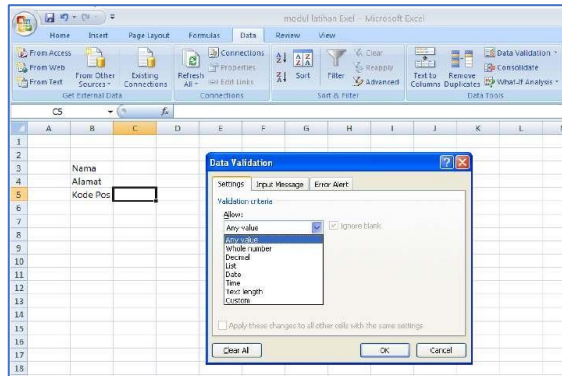 modul latihan Exel - Microsoft Excel
Home Insert Page Layout Formulas Data Review View
From Access
From Web
From Text
From Other Sources
Existing Connections
Get External Data
Refresh All
Connections
Properties
Edit Links
Connections
Sort
Filter
Clear
Reapply
Advanced
Sort & Filter
Text to Columns
Remove Duplicates
Data Validation
Consolidate
What-If Analysis
Data Tools
C5 fx
A B C D E F G H I J K L
1
2
3 Nama
4 Alamat
5 Kode Pos
6
7
8
9
10
11
12
13
14
15
16
17
18
Data Validation
Settings Input Message Error Alert
Validation criteria
Allow:
Any value
Ignore blank
Any value
Whole number
Decimal
List
Date
Time
Text length
Custom
Apply these changes to all other cells with the same settings
Clear All OK Cancel